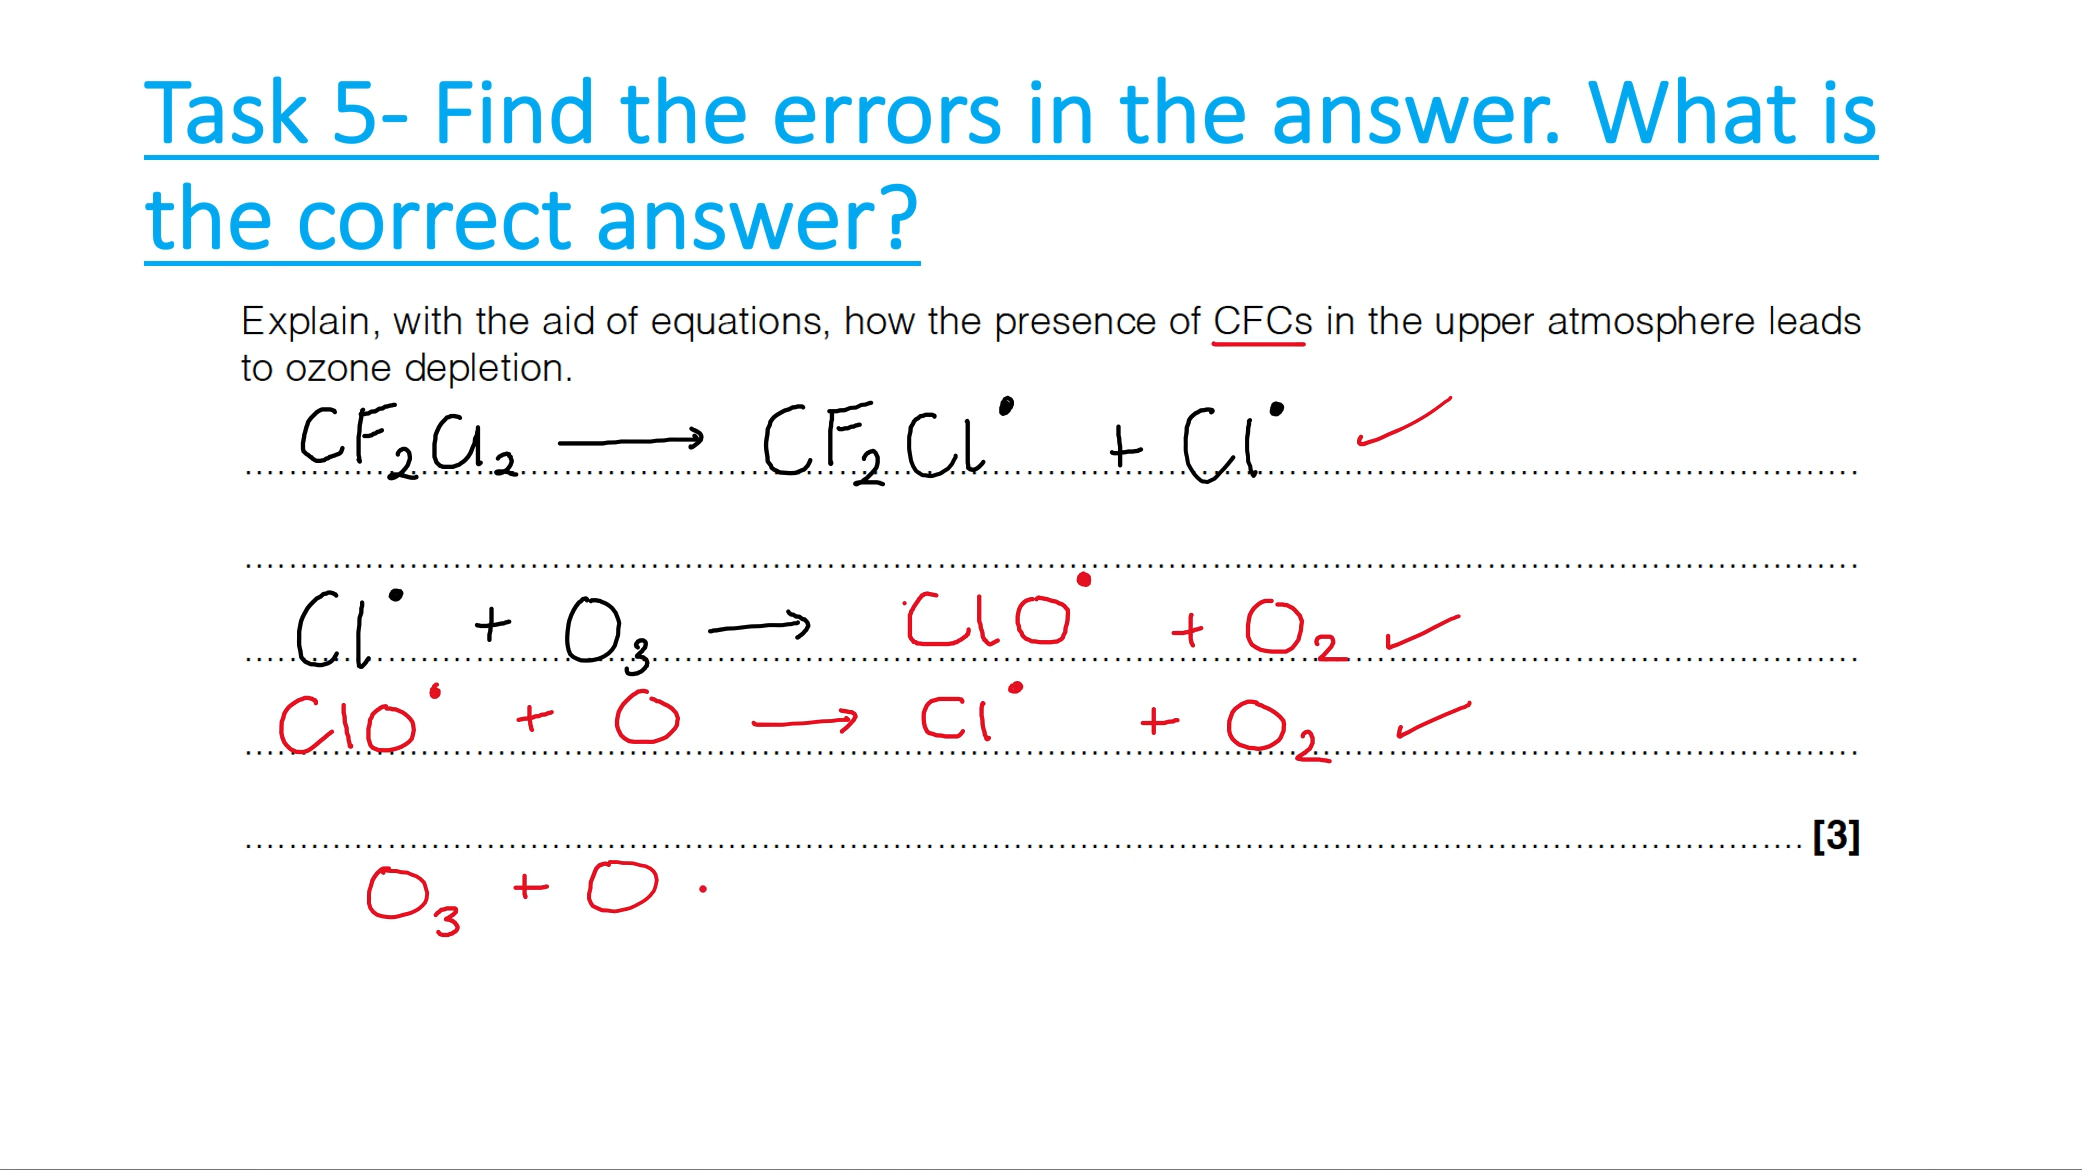 Task 5- Find the errors in the answer. What is
the correct answer?
Explain, with the aid of equations, how the presence of CFCs in the upper atmosphere leads
to ozone depletion.
CF₂Cl₂ → CF₂Cl• + Cl• ✓
Cl• + O₃ → ClO• + O₂ ✓
ClO• + O → Cl• + O₂ ✓
[3]
O₃ + O